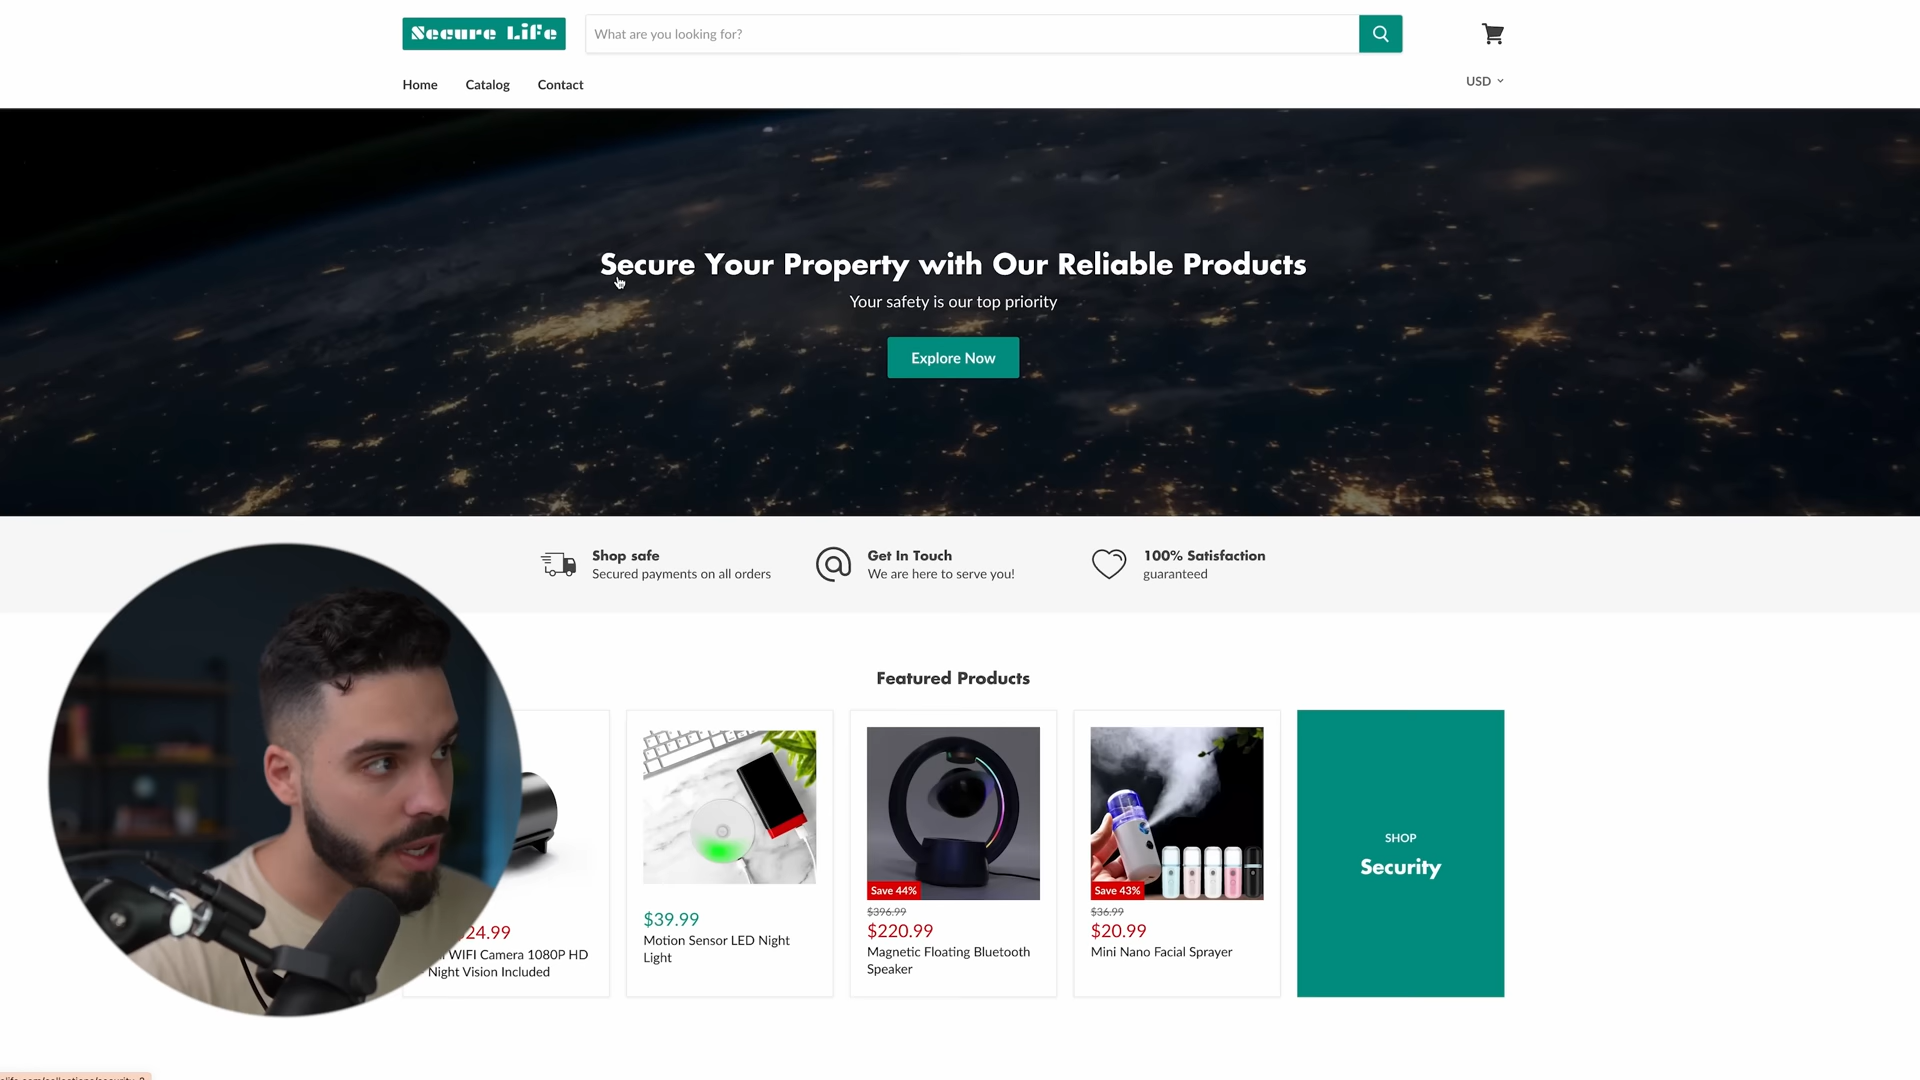 Secure Life
What are you looking for?
Home
Catalog
Contact
USD
Secure Your Property with Our Reliable Products
Your safety is our top priority
Explore Now
Shop safe
Secured payments on all orders
Get In Touch
We are here to serve you!
100% Satisfaction
guaranteed
Featured Products
24.99
WIFI Camera 1080P HD
Night Vision Included
$39.99
Motion Sensor LED Night
Light
Save 44%
$396.99
$220.99
Magnetic Floating Bluetooth
Speaker
Save 43%
$36.99
$20.99
Mini Nano Facial Sprayer
SHOP
Security